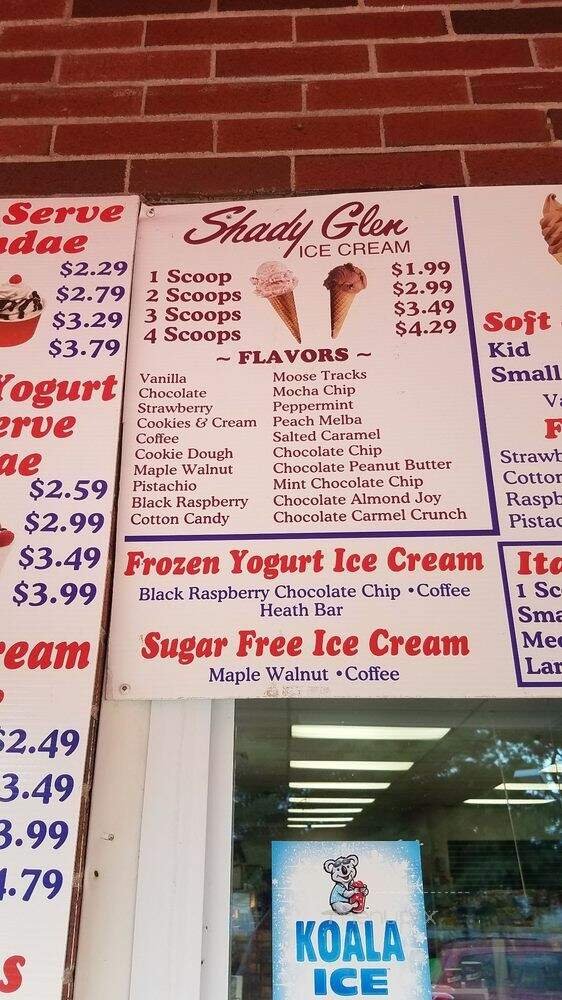 Serve
ndae
$2.29
$2.79
$3.29
$3.79
Yogurt
erve
ae
$2.59
$2.99
$3.49
$3.99
ream
$2.49
3.49
3.99
4.79
s
Shady Glen
ICE CREAM
1 Scoop $1.99
2 Scoops $2.99
3 Scoops $3.49
4 Scoops $4.29
~ FLAVORS ~
Vanilla
Chocolate
Strawberry
Cookies & Cream
Coffee
Cookie Dough
Maple Walnut
Pistachio
Black Raspberry
Cotton Candy
Moose Tracks
Mocha Chip
Peppermint
Peach Melba
Salted Caramel
Chocolate Chip
Chocolate Peanut Butter
Mint Chocolate Chip
Chocolate Almond Joy
Chocolate Carmel Crunch
Frozen Yogurt Ice Cream
Black Raspberry Chocolate Chip • Coffee
Heath Bar
Sugar Free Ice Cream
Maple Walnut • Coffee
Soft
Kid
Small
Va
F
Strawb
Cotton
Raspb
Pistac
Ita
1 Sc
Sma
Med
Lar
KOALA
ICE